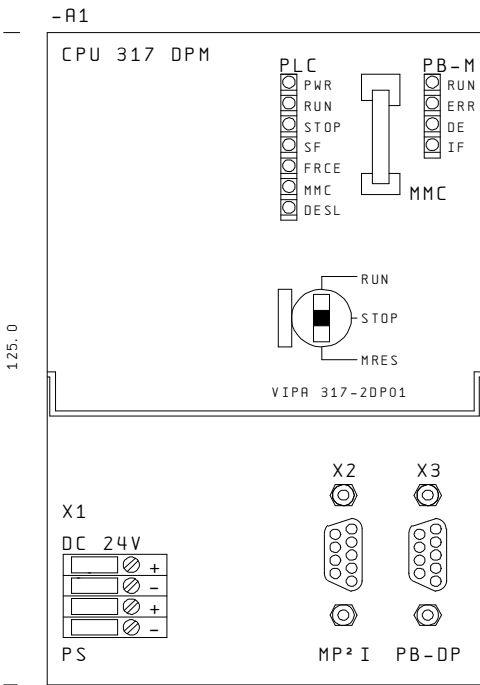 -A1
CPU 317 DPM
PLC
PWR
RUN
STOP
SF
FRCE
MMC
DESL
MMC
PB-M
RUN
ERR
DE
IF
RUN
STOP
MRES
VIPA 317-2DP01
125.0
X1
DC 24V
+
-
+
-
PS
X2
MP² I
X3
PB-DP